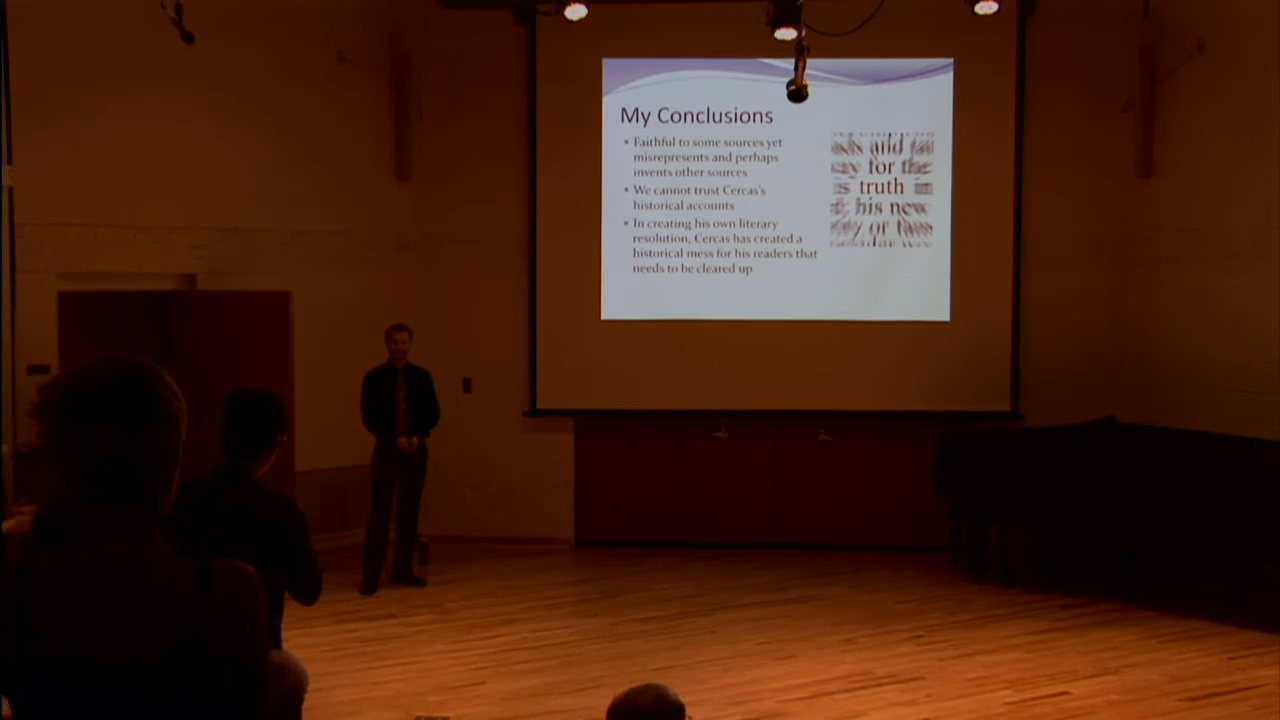 My Conclusions
Faithful to some sources yet
misrepresents and perhaps
invents other sources
We cannot trust Cercas's
historical accounts
In creating his own literary
resolution, Cercas has created a
historical mess for his readers that
needs to be cleared up
for the
truth
his new